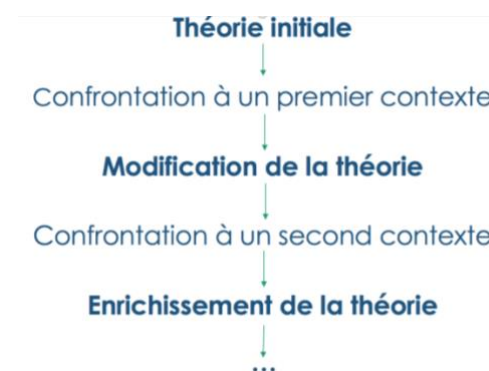 Théorie initiale
Confrontation à un premier contexte
Modification de la théorie
Confrontation à un second contexte
Enrichissement de la théorie
...